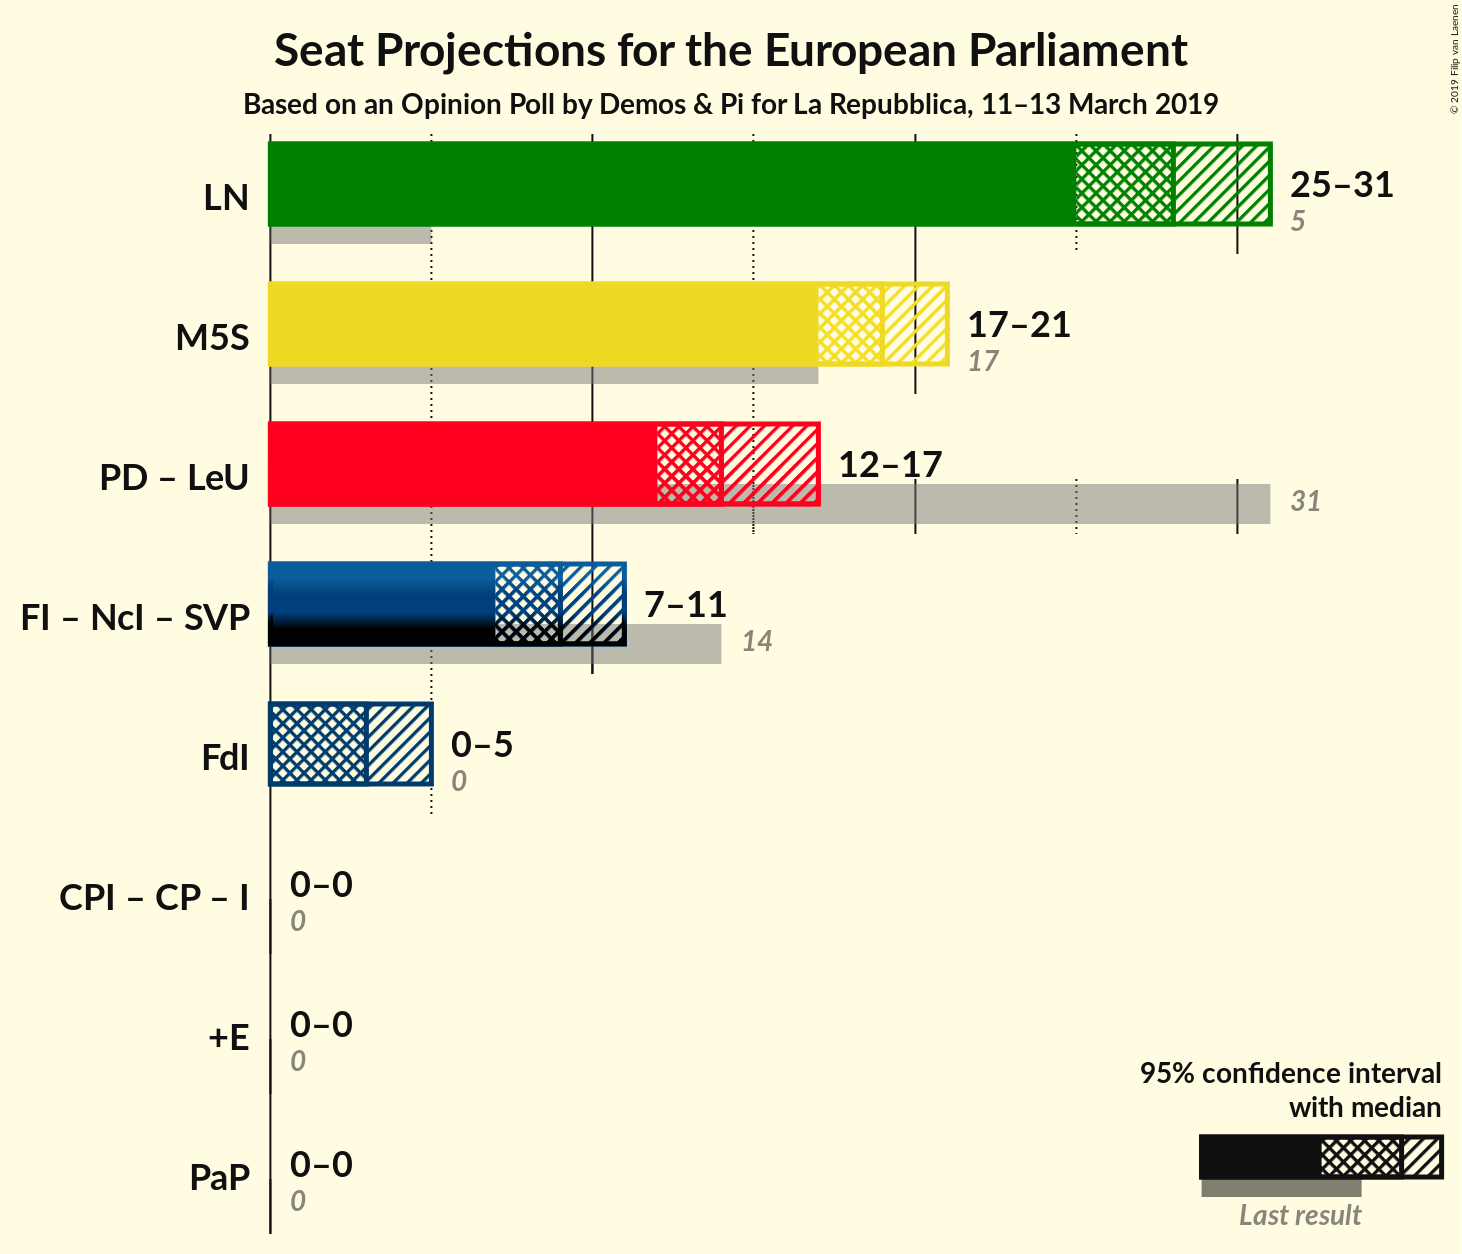 Seat Projections for the European Parliament
Based on an Opinion Poll by Demos & Pi for La Repubblica, 11–13 March 2019
© 2019 Filip van Laenen
LN
25–31
5
M5S
17–21
17
PD – LeU
12–17
31
FI – NcI – SVP
7–11
14
FdI
0–5
0
CPI – CP – I
0–0
0
+E
0–0
0
PaP
0–0
0
95% confidence interval
with median
Last result